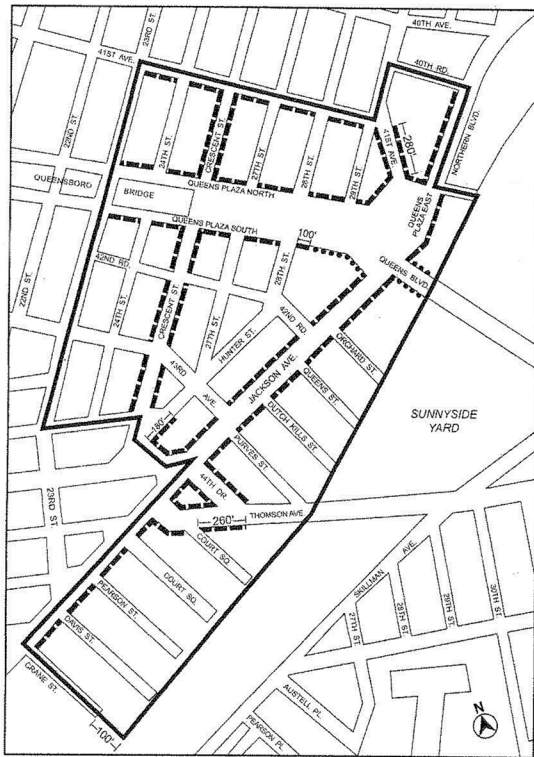 40TH AVE.
23RD ST.
41ST AVE.
40TH RD.
NORTHERN BLVD.
22ND ST.
24TH ST.
CRESCENT ST.
27TH ST.
28TH ST.
29TH ST.
41ST AVE.
280'
QUEENSBORO
BRIDGE
QUEENS PLAZA NORTH
QUEENS PLAZA EAST
QUEENS PLAZA SOUTH
100'
QUEENS BLVD.
42ND RD.
22ND ST.
24TH ST.
CRESCENT ST.
27TH ST.
28TH ST.
HUNTER ST.
42ND RD.
43RD AVE.
JACKSON AVE.
ORCHARD ST.
QUEENS ST.
DUTCH KILLS ST.
PURVES ST.
SUNNYSIDE
YARD
180'
44TH DR.
23RD ST.
260'
THOMSON AVE.
COURT SQ.
COURT SQ.
PEARSON ST.
DAVIS ST.
CRANE ST.
100'
SKILLMAN AVE.
27TH ST.
28TH ST.
29TH ST.
30TH ST.
AUSTELL PL.
PEARSON PL.
N